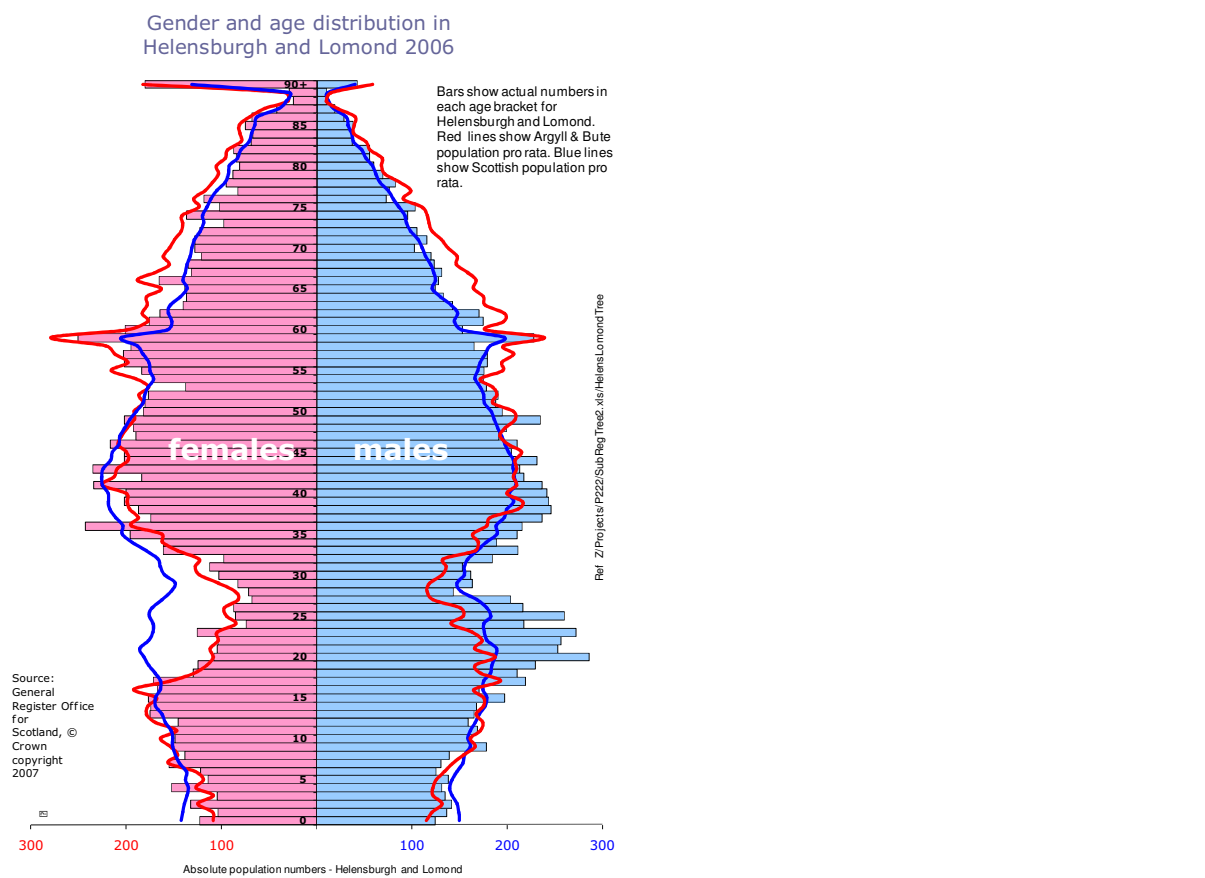 Gender and age distribution in
Helensburgh and Lomond 2006
Bars show actual numbers in
each age bracket for
Helensburgh and Lomond.
Red lines show Argyll & Bute
population pro rata. Blue lines
show Scottish population pro
rata.
90+
85
80
75
70
65
60
55
50
45
40
35
30
25
20
15
10
5
0
females
males
Ref Z/Projects/P222/SubRegTree2.xls/HelensLomondTree
Source:
General
Register Office
for
Scotland, ©
Crown
copyright
2007
300 200 100 100 200 300
Absolute population numbers - Helensburgh and Lomond